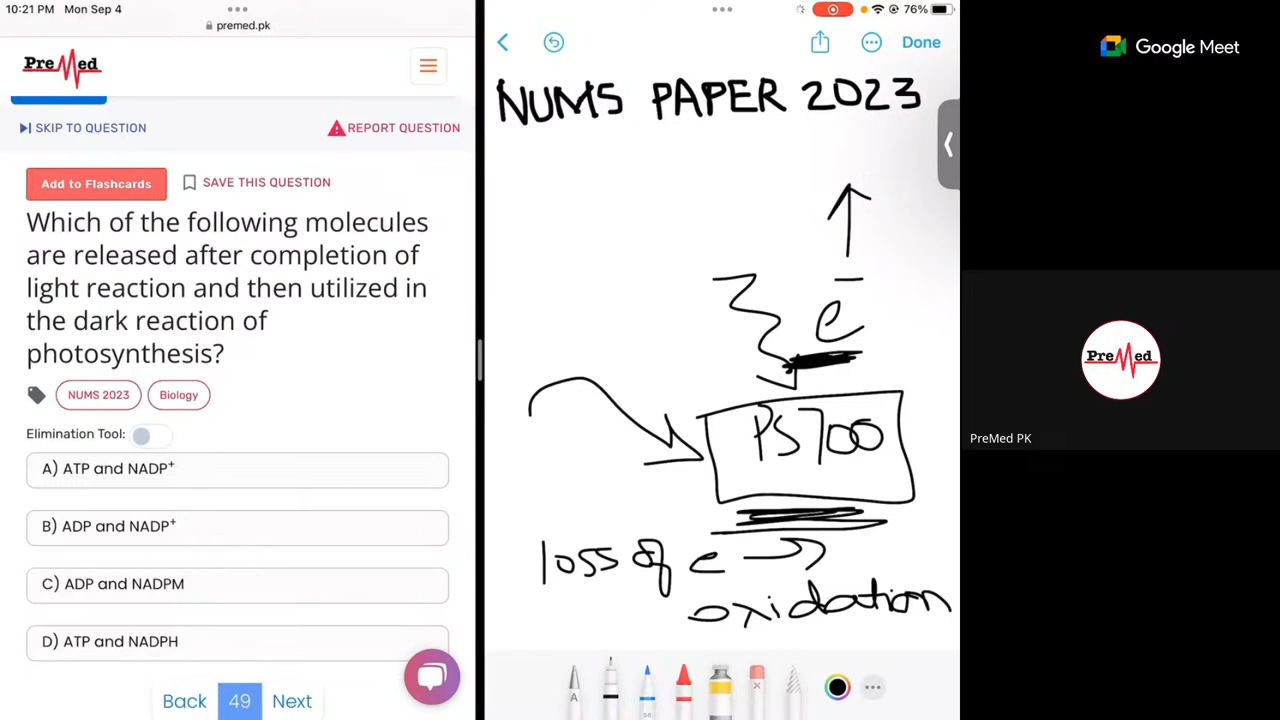 10:21 PM Mon Sep 4
premed.pk
PreMed
SKIP TO QUESTION
REPORT QUESTION
Add to Flashcards
SAVE THIS QUESTION
Which of the following molecules
are released after completion of
light reaction and then utilized in
the dark reaction of
photosynthesis?
NUMS 2023
Biology
Elimination Tool:
A) ATP and NADP⁺
B) ADP and NADP⁺
C) ADP and NADPM
D) ATP and NADPH
Back
49
Next
76%
Done
NUMS PAPER 2023
e⁻
PS700
loss of e →
oxidation
A
Google Meet
PreMed
PreMed PK